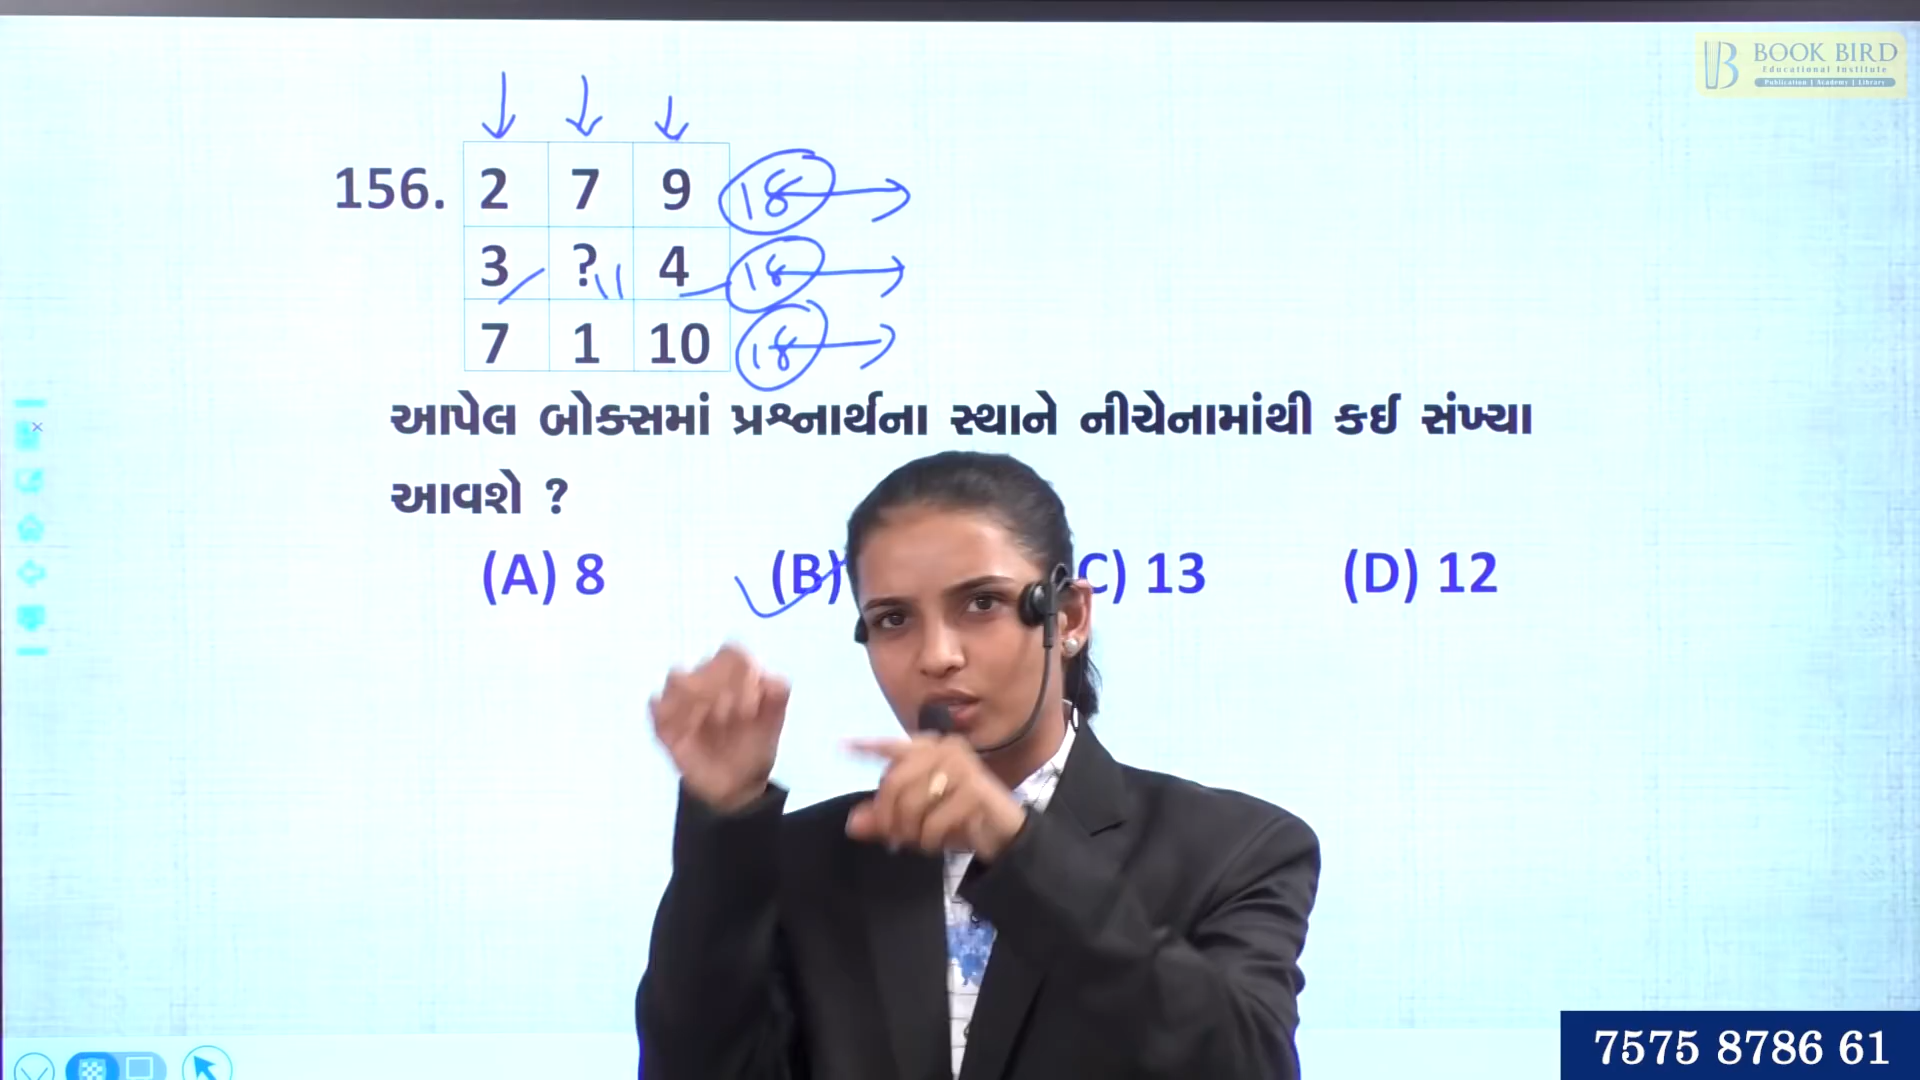 BOOK BIRD
Educational Institute
Publication | Academy | Library
156. 2 7 9 18
3 ? 11 4 18
7 1 10 18
આપેલ બોક્સમાં પ્રશ્નાર્થના સ્થાને નીચેનામાંથી કઈ સંખ્યા
આવશે ?
(A) 8 (B) C) 13 (D) 12
7575 8786 61